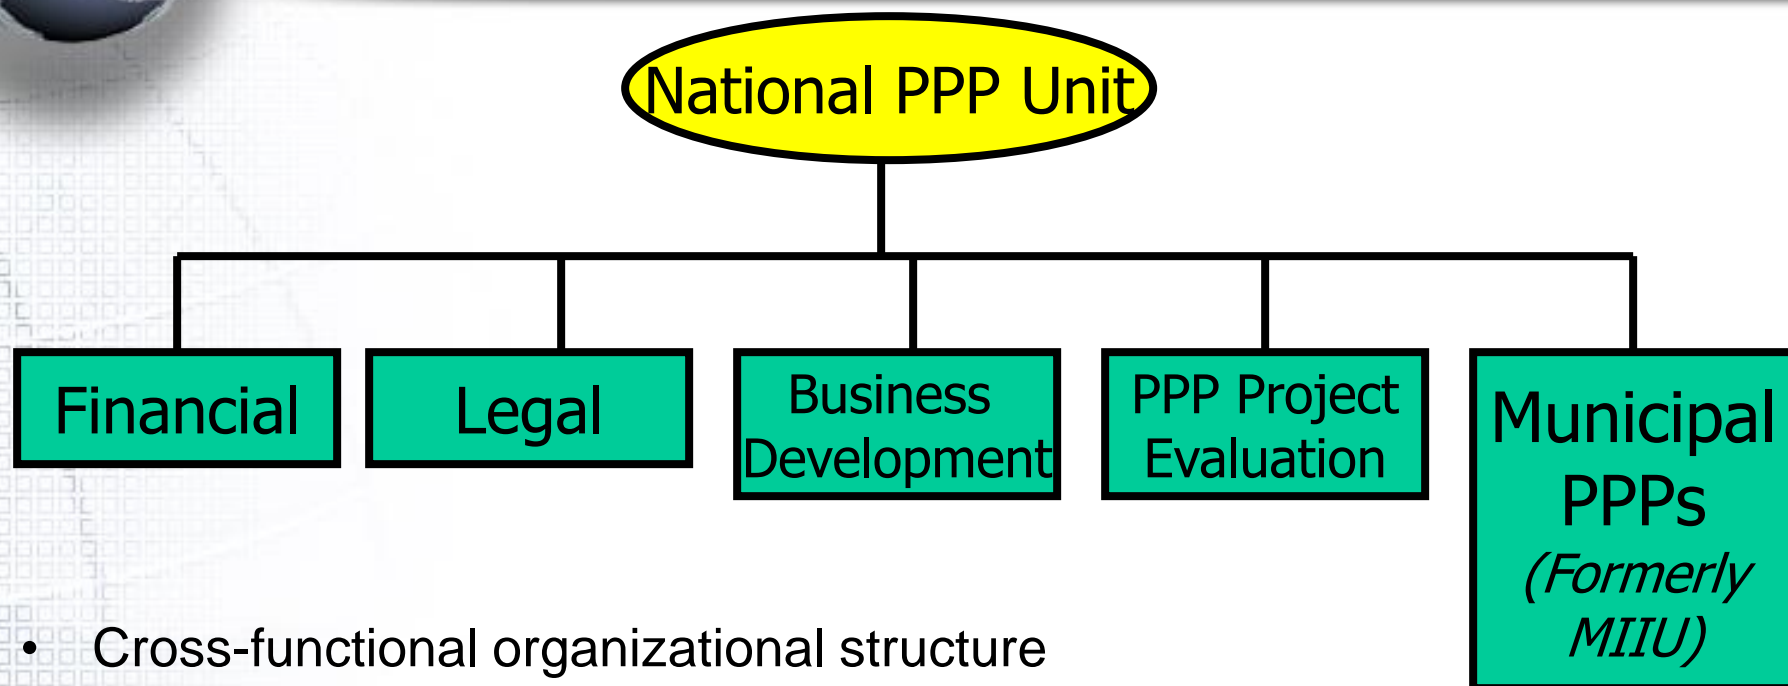 National PPP Unit
Financial
Legal
Business
Development
PPP Project
Evaluation
Municipal
PPPs
(Formerly
MIIU)
• Cross-functional organizational structure